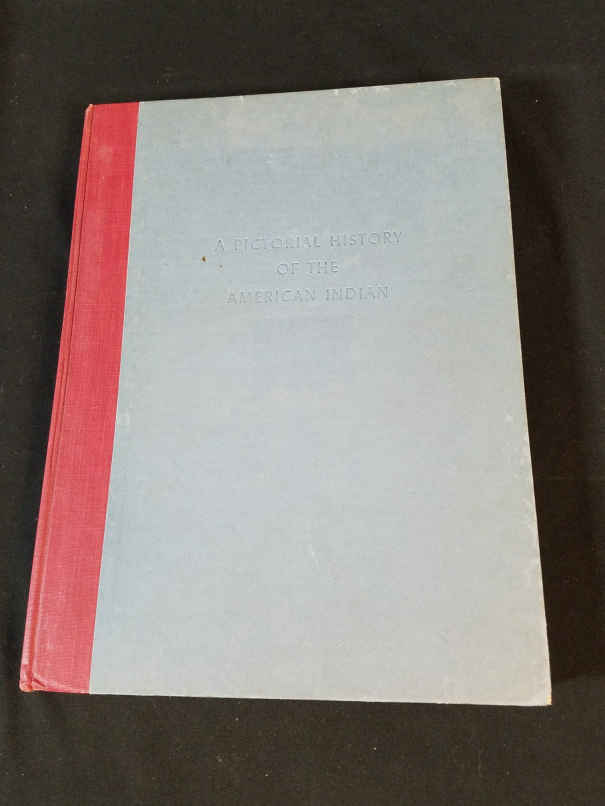 A PICTORIAL HISTORY
OF THE
AMERICAN INDIAN